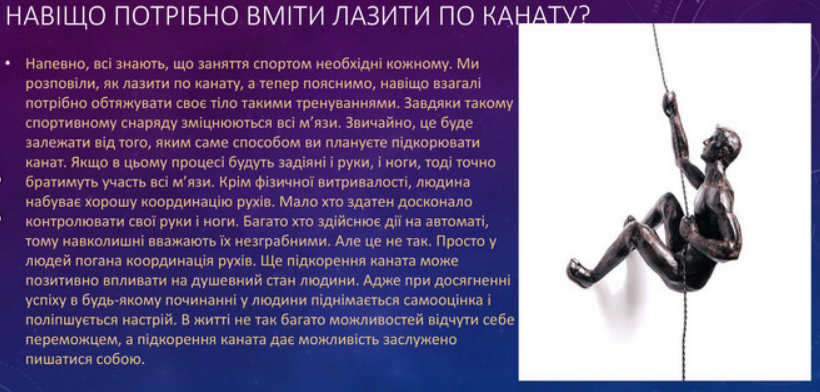 НАВІЩО ПОТРІБНО ВМІТИ ЛАЗИТИ ПО КАНАТУ?
• Напевно, всі знають, що заняття спортом необхідні кожному. Ми
розповіли, як лазити по канату, а тепер пояснимо, навіщо взагалі
потрібно обтяжувати своє тіло такими тренуваннями. Завдяки такому
спортивному снаряду зміцнюються всі м'язи. Звичайно, це буде
залежати від того, яким саме способом ви плануєте підкорювати
канат. Якщо в цьому процесі будуть задіяні і руки, і ноги, тоді точно
братимуть участь всі м'язи. Крім фізичної витривалості, людина
набуває хорошу координацію рухів. Мало хто здатен досконало
контролювати свої руки і ноги. Багато хто здійснює дії на автоматі,
тому навколишні вважають їх незграбними. Але це не так. Просто у
людей погана координація рухів. Ще підкорення каната може
позитивно впливати на душевний стан людини. Адже при досягненні
успіху в будь-якому починанні у людини піднімається самооцінка і
поліпшується настрій. В житті не так багато можливостей відчути себе
переможцем, а підкорення каната дає можливість заслужено
пишатися собою.